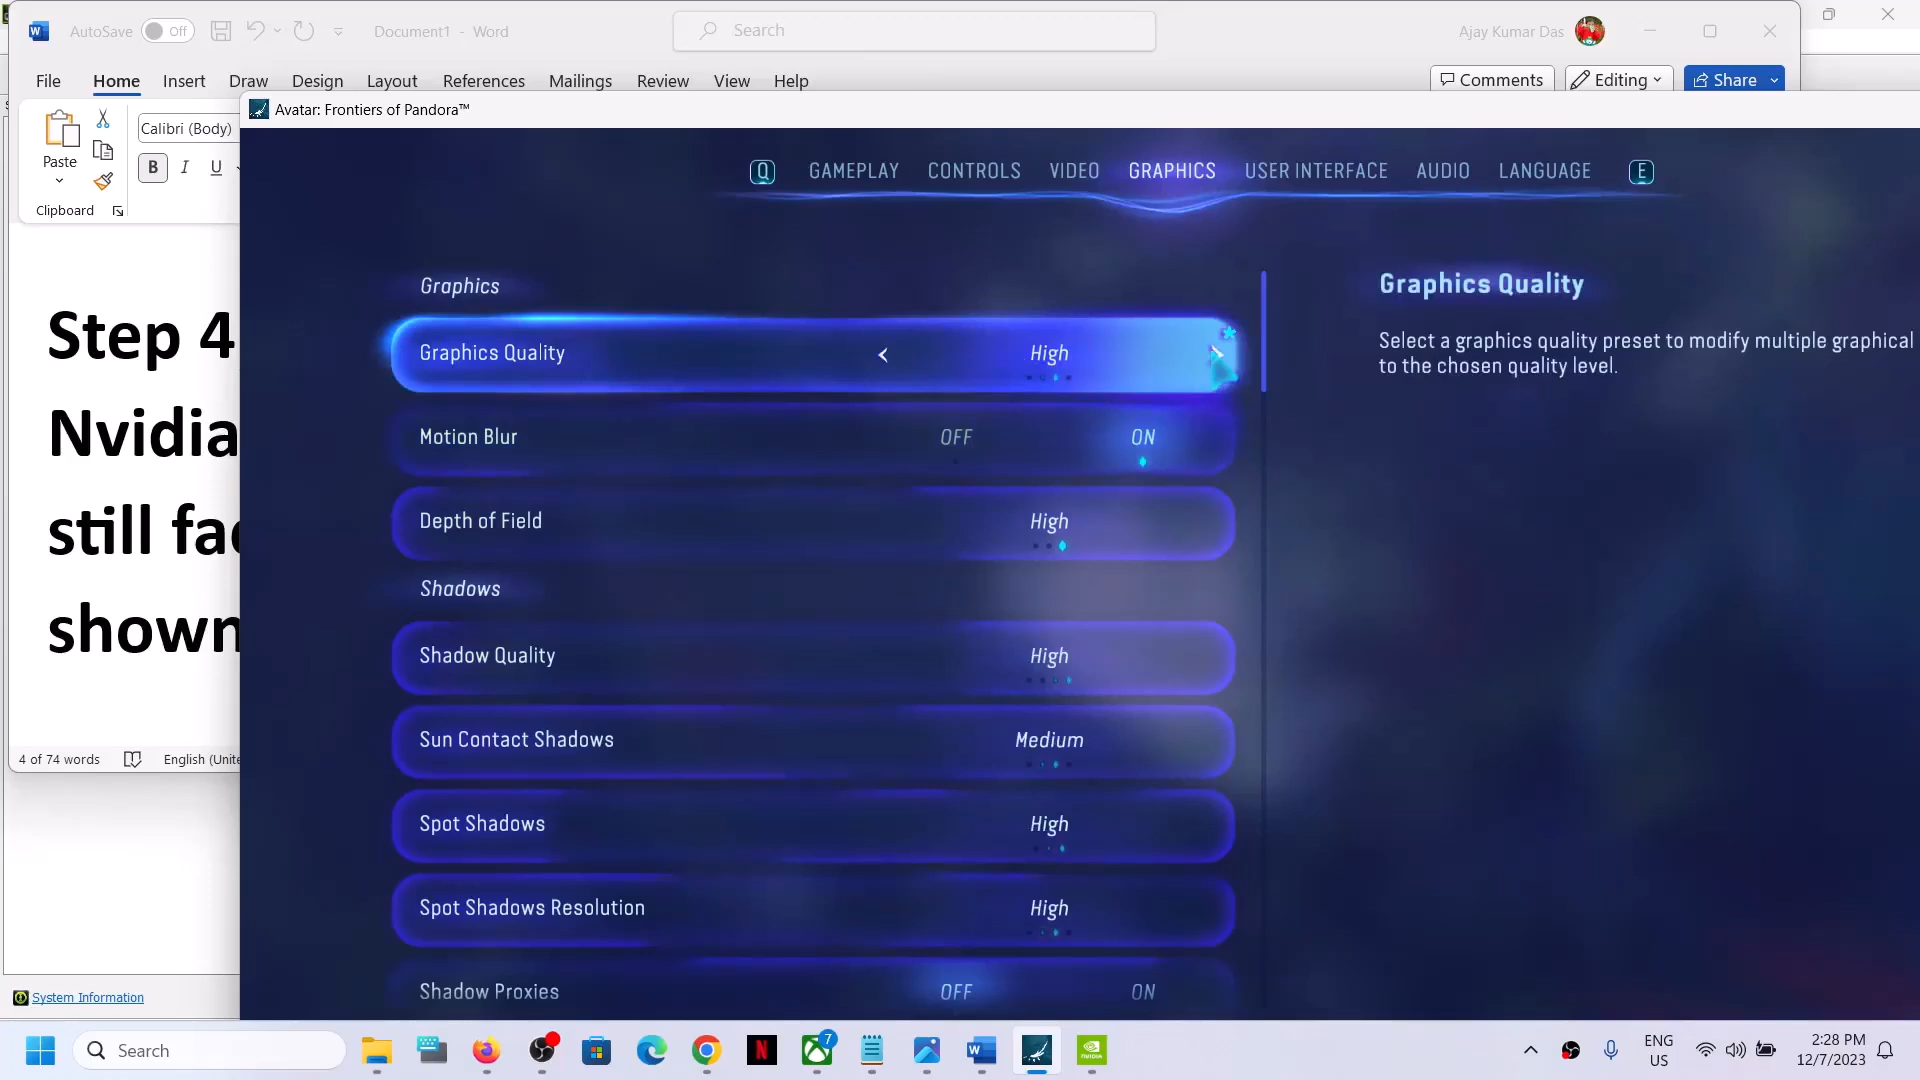 AutoSave Off Document1 - Word Search Ajay Kumar Das
File Home Insert Draw Design Layout References Mailings Review View Help Comments Editing Share
Avatar: Frontiers of Pandora™
Calibri (Body)
Paste
B I U
Clipboard
Q GAMEPLAY CONTROLS VIDEO GRAPHICS USER INTERFACE AUDIO LANGUAGE E
Graphics
Graphics Quality High
Motion Blur OFF ON
Depth of Field High
Shadows
Shadow Quality High
Sun Contact Shadows Medium
Spot Shadows High
Spot Shadows Resolution High
Shadow Proxies OFF ON
Graphics Quality
Select a graphics quality preset to modify multiple graphical
to the chosen quality level.
Step 4
Nvidia
still fac
shown
4 of 74 words English (Unite
System Information
Search 7 ENG
US
2:28 PM
12/7/2023